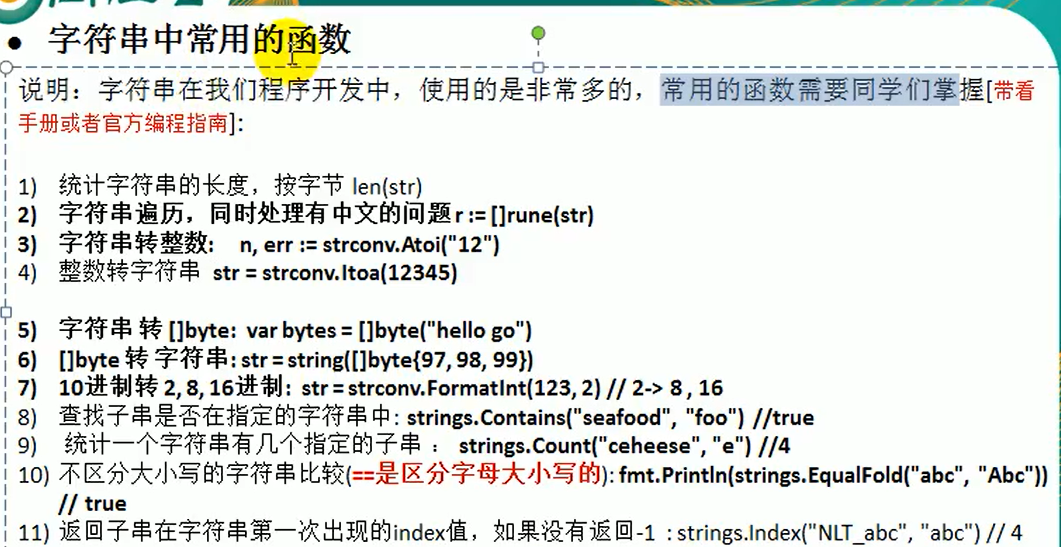 ● 字符串中常用的函数
说明：字符串在我们程序开发中，使用的是非常多的，常用的函数需要同学们掌握[带看
手册或者官方编程指南]:
1) 统计字符串的长度，按字节 len(str)
2) 字符串遍历，同时处理有中文的问题 r := []rune(str)
3) 字符串转整数: n, err := strconv.Atoi("12")
4) 整数转字符串 str = strconv.Itoa(12345)
5) 字符串 转 []byte: var bytes = []byte("hello go")
6) []byte 转 字符串: str = string([]byte{97, 98, 99})
7) 10进制转 2, 8, 16进制: str = strconv.FormatInt(123, 2) // 2-> 8 , 16
8) 查找子串是否在指定的字符串中: strings.Contains("seafood", "foo") //true
9) 统计一个字符串有几个指定的子串 ： strings.Count("ceheese", "e") //4
10) 不区分大小写的字符串比较(==是区分字母大小写的): fmt.Println(strings.EqualFold("abc", "Abc"))
// true
11) 返回子串在字符串第一次出现的index值，如果没有返回-1 : strings.Index("NLT_abc", "abc") // 4